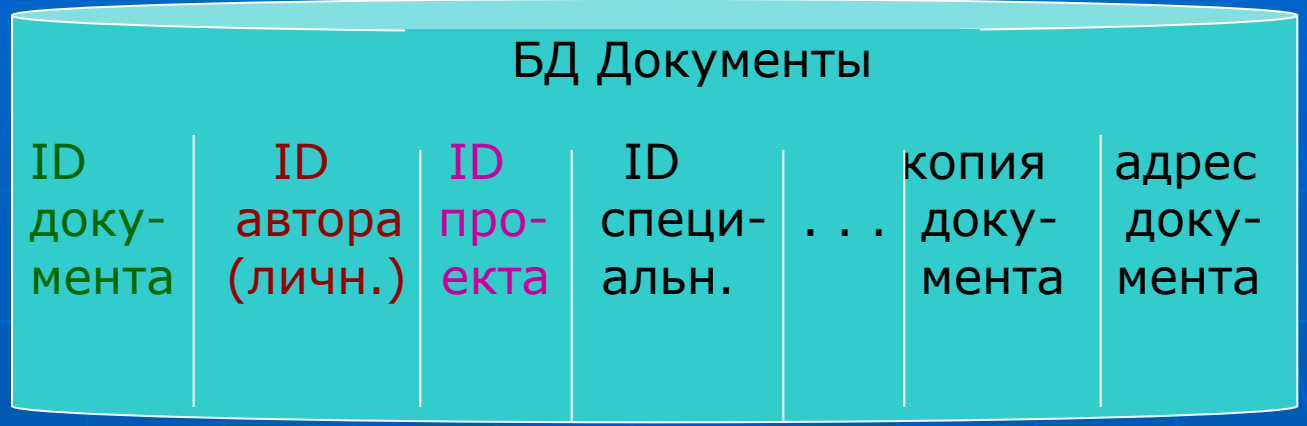 БД Документы
ID ID ID ID копия адрес
доку- автора про- специ- . . . доку- доку-
мента (личн.) екта альн. мента мента